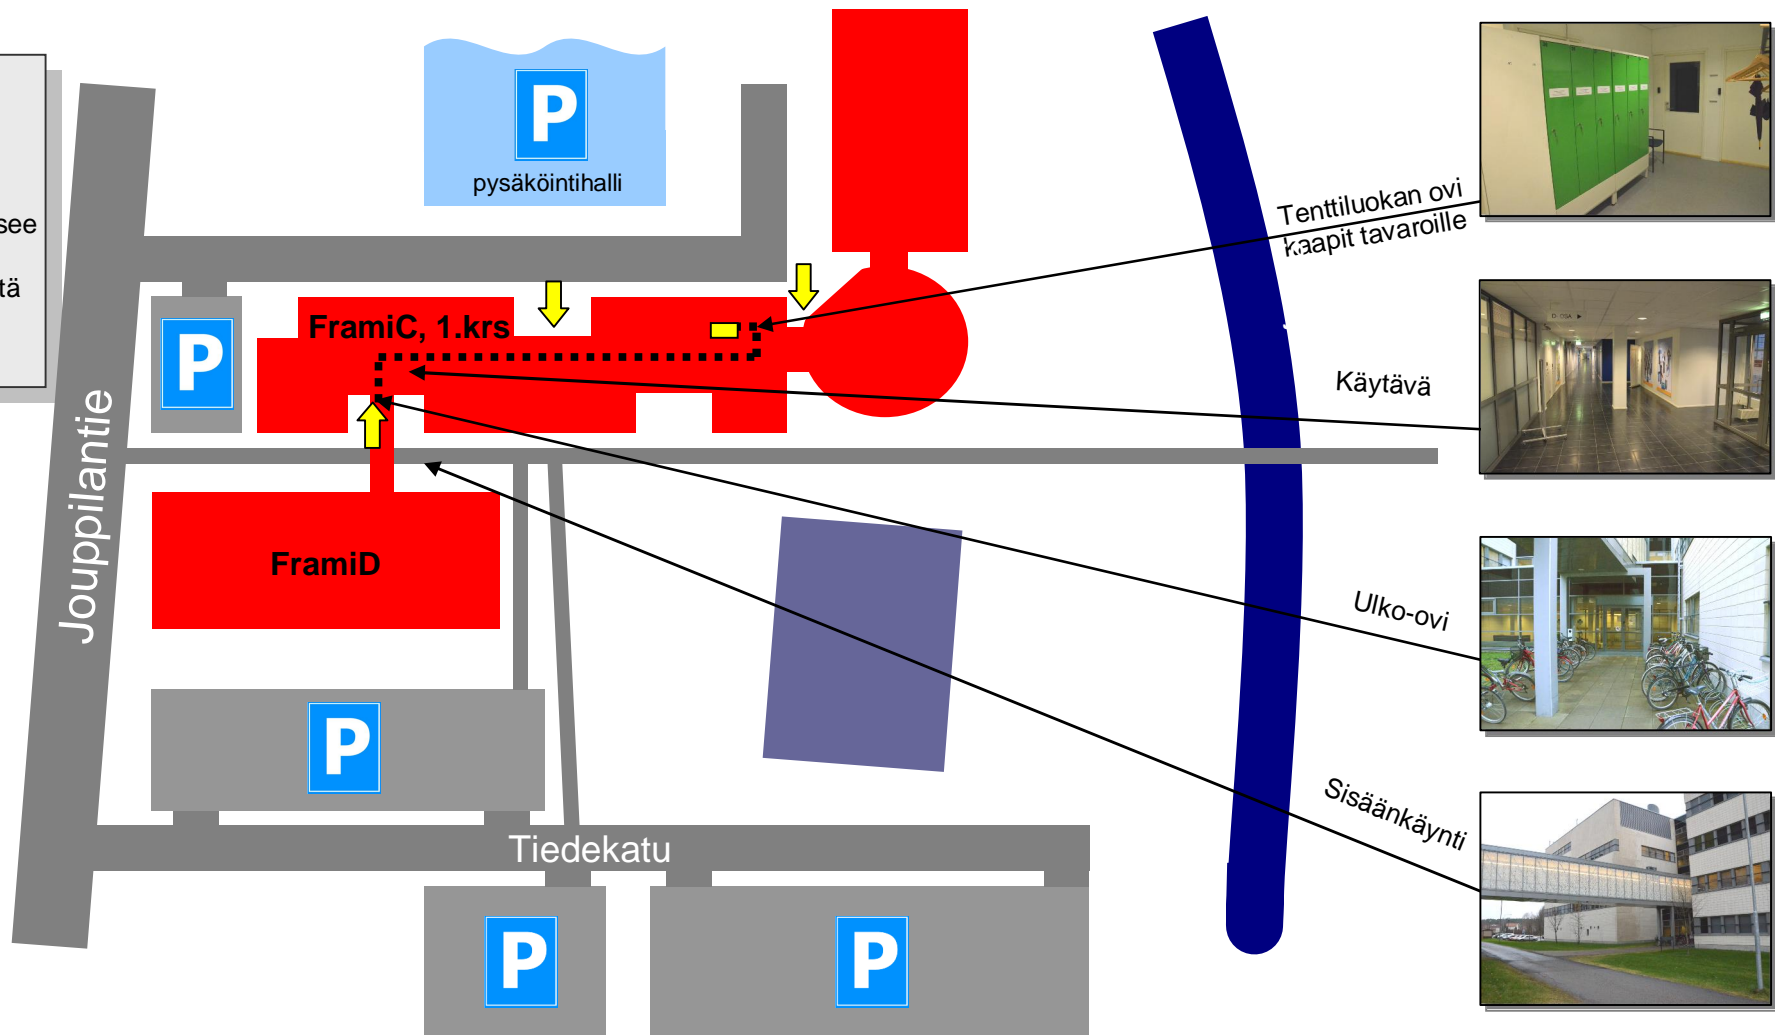 see
tä
P
pysäköintihalli
Tenttiluokan ovi
kaapit tavaroille
FramiC, 1.krs
P
Käytävä
Jouppilantie
FramiD
Ulko-ovi
P
Sisäänkäynti
Tiedekatu
P
P